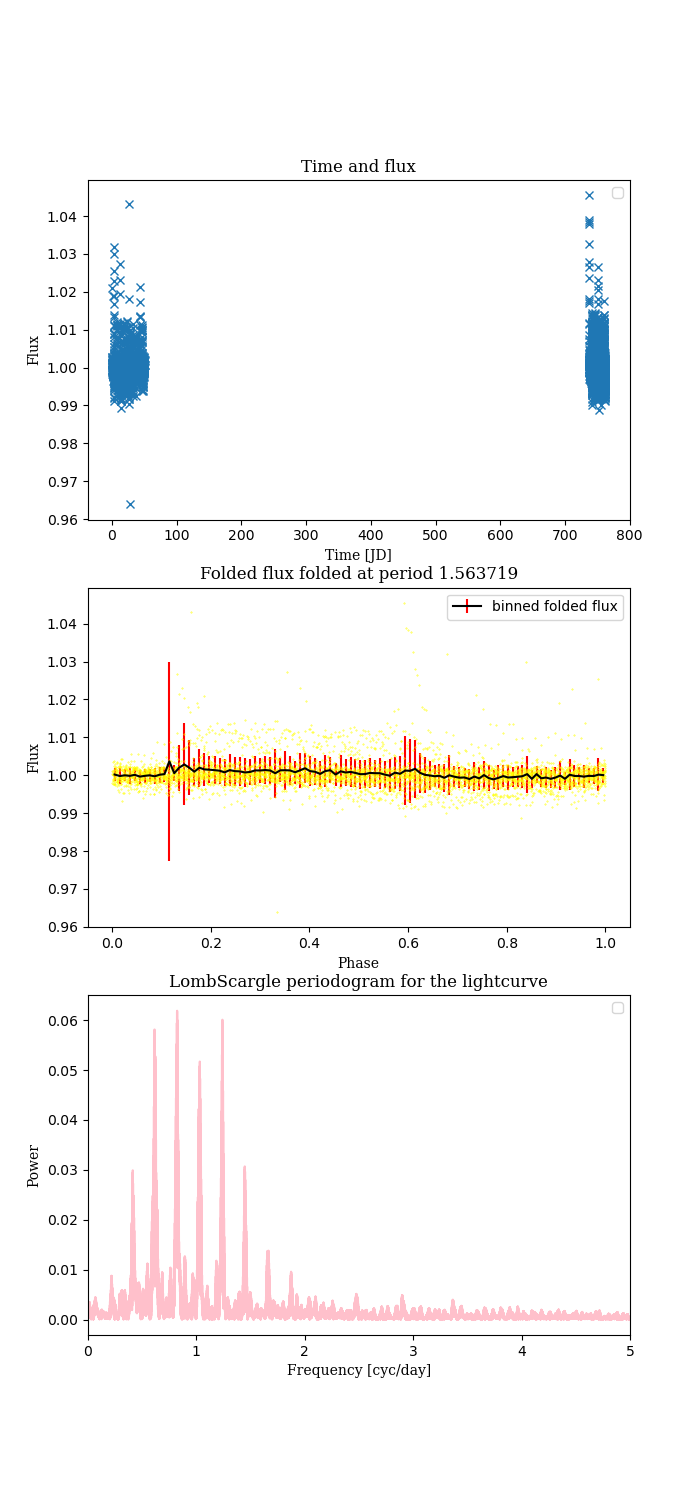 Time and flux
1.04
1.03
1.02
1.01
1.00
0.99
0.98
0.97
0.96
Flux
0 100 200 300 400 500 600 700 800
Time [JD]
Folded flux folded at period 1.563719
binned folded flux
1.04
1.03
1.02
1.01
1.00
0.99
0.98
0.97
0.96
Flux
0.0 0.2 0.4 0.6 0.8 1.0
Phase
LombScargle periodogram for the lightcurve
0.06
0.05
0.04
0.03
0.02
0.01
0.00
Power
0 1 2 3 4 5
Frequency [cyc/day]